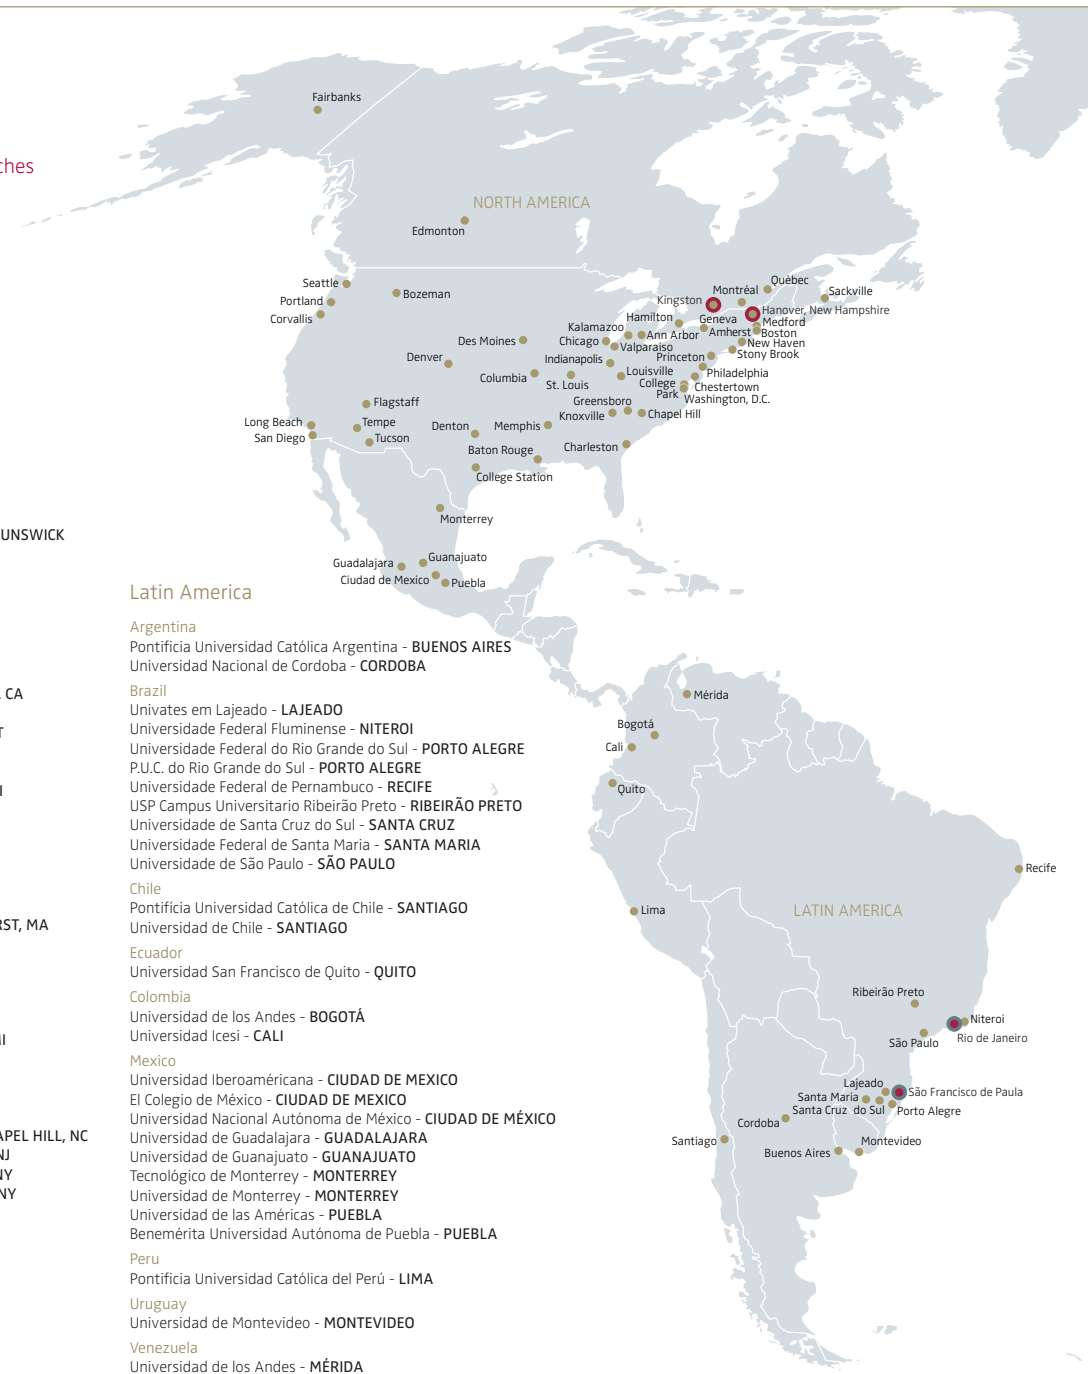 ches
UNSWICK
, CA
T
I
RST, MA
MI
APEL HILL, NC
NJ
NY
NY
Fairbanks
NORTH AMERICA
Edmonton
Seattle
Bozeman
Portland
Corvallis
Québec
Montréal
Sackville
Kingston
Hanover, New Hampshire
Hamilton
Geneva
Medford
Kalamazoo
Ann Arbor
Amherst
Boston
Des Moines
Chicago
Valparaiso
New Haven
Denver
Indianapolis
Princeton
Stony Brook
Columbia
St. Louis
Louisville
Philadelphia
College
Park
Chestertown
Washington, D.C.
Flagstaff
Greensboro
Long Beach
Tempe
Denton
Memphis
Knoxville
Chapel Hill
San Diego
Tucson
Baton Rouge
Charleston
College Station
Monterrey
Guadalajara
Guanajuato
Ciudad de Mexico
Puebla
Latin America
Argentina
Pontificia Universidad Católica Argentina - BUENOS AIRES
Universidad Nacional de Cordoba - CORDOBA
Brazil
Univates em Lajeado - LAJEADO
Universidade Federal Fluminense - NITEROI
Universidade Federal do Rio Grande do Sul - PORTO ALEGRE
P.U.C. do Rio Grande do Sul - PORTO ALEGRE
Universidade Federal de Pernambuco - RECIFE
USP Campus Universitario Ribeirão Preto - RIBEIRÃO PRETO
Universidade de Santa Cruz do Sul - SANTA CRUZ
Universidade Federal de Santa Maria - SANTA MARIA
Universidade de São Paulo - SÃO PAULO
Chile
Pontifícia Universidad Católica de Chile - SANTIAGO
Universidad de Chile - SANTIAGO
Ecuador
Universidad San Francisco de Quito - QUITO
Colombia
Universidad de los Andes - BOGOTÁ
Universidad Icesi - CALI
Mexico
Universidad Iberoaméricana - CIUDAD DE MEXICO
El Colegio de México - CIUDAD DE MEXICO
Universidad Nacional Autónoma de México - CIUDAD DE MÉXICO
Universidad de Guadalajara - GUADALAJARA
Universidad de Guanajuato - GUANAJUATO
Tecnológico de Monterrey - MONTERREY
Universidad de Monterrey - MONTERREY
Universidad de las Américas - PUEBLA
Benemérita Universidad Autónoma de Puebla - PUEBLA
Peru
Pontificia Universidad Católica del Perú - LIMA
Uruguay
Universidad de Montevideo - MONTEVIDEO
Venezuela
Universidad de los Andes - MÉRIDA
Mérida
Bogotá
Cali
Quito
Recife
Lima
LATIN AMERICA
Ribeirão Preto
Niteroi
São Paulo
Rio de Janeiro
Lajeado
São Francisco de Paula
Santa Maria
Santa Cruz do Sul
Porto Alegre
Cordoba
Santiago
Buenos Aires
Montevideo